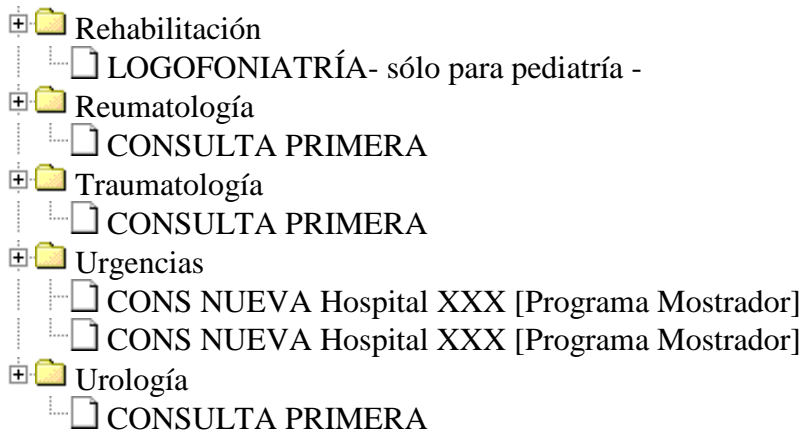 Rehabilitación
LOGOFONIATRÍA- sólo para pediatría -
Reumatología
CONSULTA PRIMERA
Traumatología
CONSULTA PRIMERA
Urgencias
CONS NUEVA Hospital XXX [Programa Mostrador]
CONS NUEVA Hospital XXX [Programa Mostrador]
Urología
CONSULTA PRIMERA